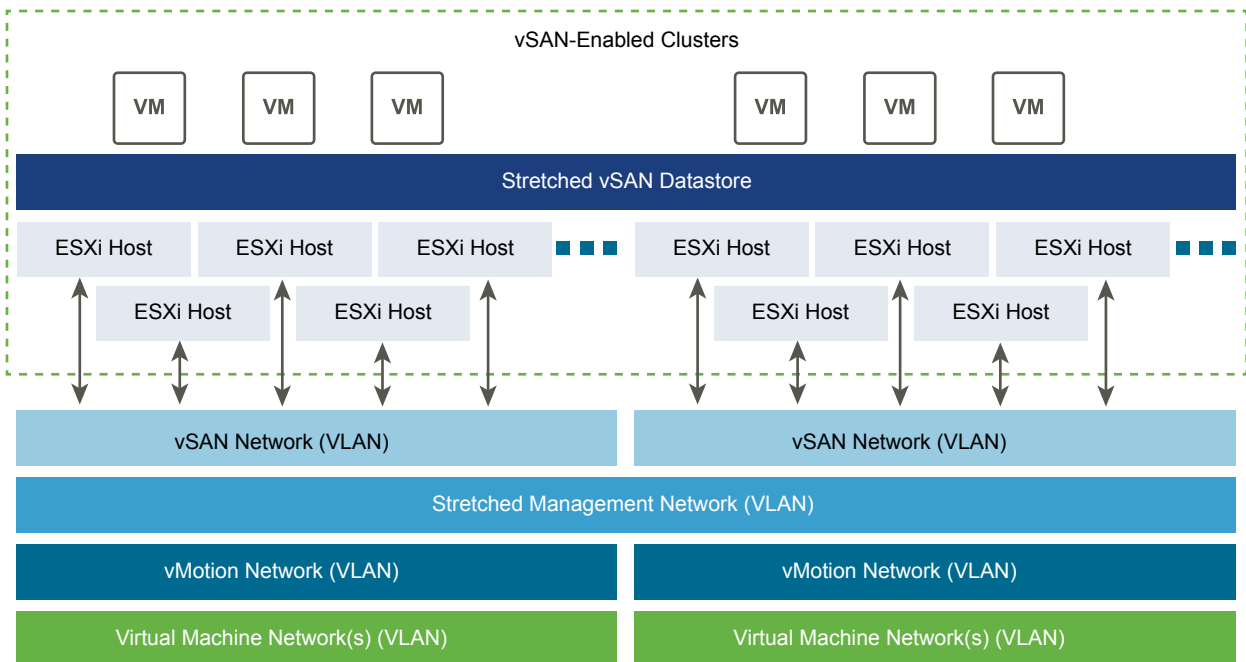 vSAN-Enabled Clusters
VM
VM
VM
VM
VM
VM
Stretched vSAN Datastore
ESXi Host
ESXi Host
ESXi Host
ESXi Host
ESXi Host
ESXi Host
ESXi Host
ESXi Host
ESXi Host
ESXi Host
vSAN Network (VLAN)
vSAN Network (VLAN)
Stretched Management Network (VLAN)
vMotion Network (VLAN)
vMotion Network (VLAN)
Virtual Machine Network(s) (VLAN)
Virtual Machine Network(s) (VLAN)